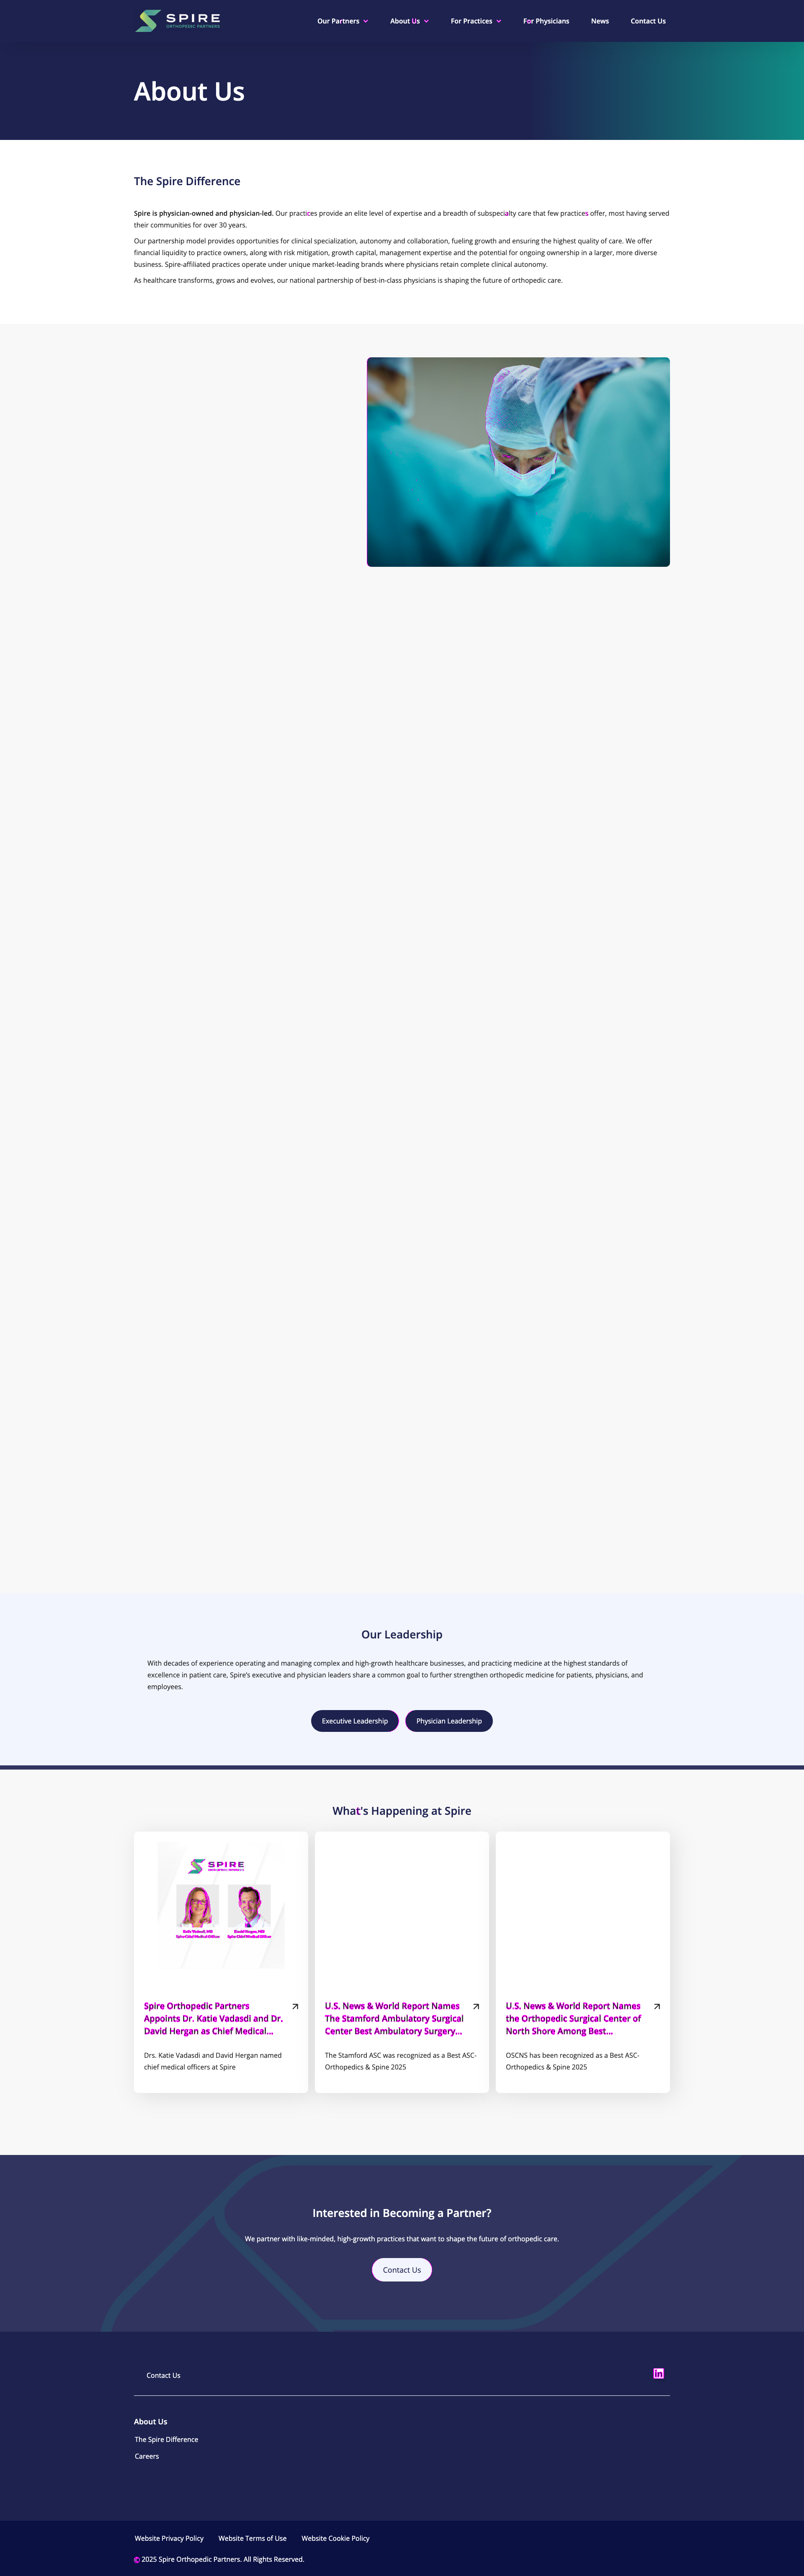 SPIRE
ORTHOPEDIC PARTNERS
Our Partners
About Us
For Practices
For Physicians
News
Contact Us
About Us
The Spire Difference
Spire is physician-owned and physician-led. Our practices provide an elite level of expertise and a breadth of subspecialty care that few practices offer, most having served
their communities for over 30 years.
Our partnership model provides opportunities for clinical specialization, autonomy and collaboration, fueling growth and ensuring the highest quality of care. We offer
financial liquidity to practice owners, along with risk mitigation, growth capital, management expertise and the potential for ongoing ownership in a larger, more diverse
business. Spire-affiliated practices operate under unique market-leading brands where physicians retain complete clinical autonomy.
As healthcare transforms, grows and evolves, our national partnership of best-in-class physicians is shaping the future of orthopedic care.
Our Leadership
With decades of experience operating and managing complex and high-growth healthcare businesses, and practicing medicine at the highest standards of
excellence in patient care, Spire's executive and physician leaders share a common goal to further strengthen orthopedic medicine for patients, physicians, and
employees.
Executive Leadership
Physician Leadership
What's Happening at Spire
SPIRE
Katie Vadasdi, MD
Spire Chief Medical Officer
David Hergan, MD
Spire Chief Medical Officer
Spire Orthopedic Partners
Appoints Dr. Katie Vadasdi and Dr.
David Hergan as Chief Medical...
Drs. Katie Vadasdi and David Hergan named
chief medical officers at Spire
U.S. News & World Report Names
The Stamford Ambulatory Surgical
Center Best Ambulatory Surgery...
The Stamford ASC was recognized as a Best ASC-
Orthopedics & Spine 2025
U.S. News & World Report Names
the Orthopedic Surgical Center of
North Shore Among Best...
OSCNS has been recognized as a Best ASC-
Orthopedics & Spine 2025
Interested in Becoming a Partner?
We partner with like-minded, high-growth practices that want to shape the future of orthopedic care.
Contact Us
Contact Us
in
About Us
The Spire Difference
Careers
Website Privacy Policy
Website Terms of Use
Website Cookie Policy
© 2025 Spire Orthopedic Partners. All Rights Reserved.